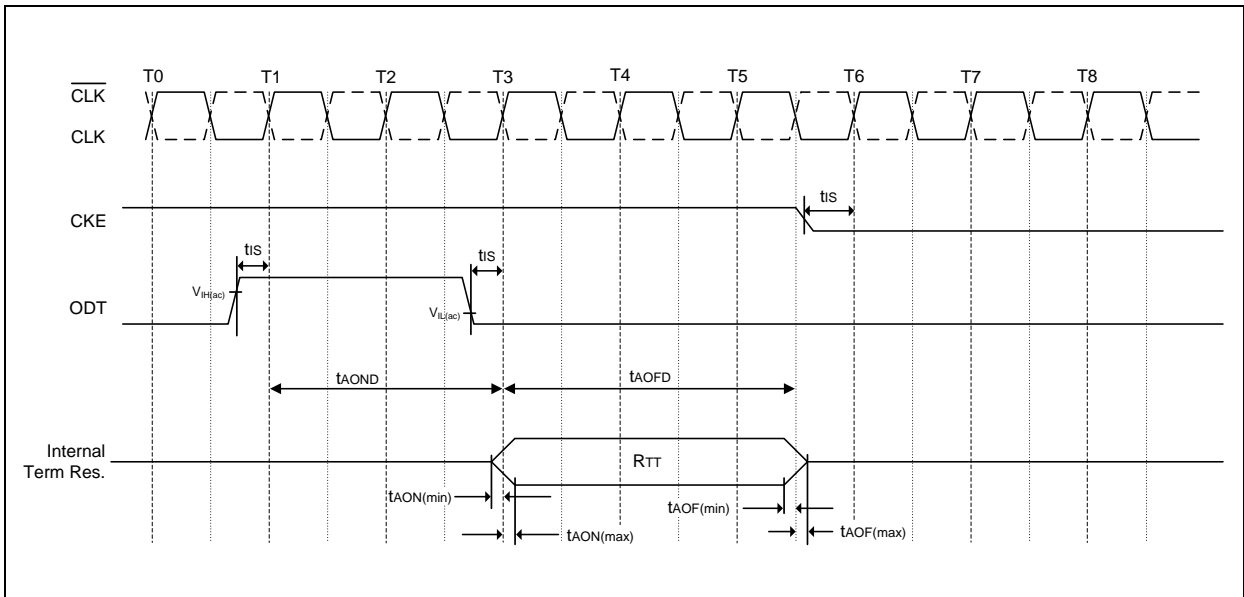 T0 T1 T2 T3 T4 T5 T6 T7 T8
CLK
CLK
tIS
CKE
tIS
tIS
VIH(ac)
ODT
VIL(ac)
tAOND
tAOFD
Internal
Term Res.
RTT
tAON(min)
tAOF(min)
tAON(max)
tAOF(max)